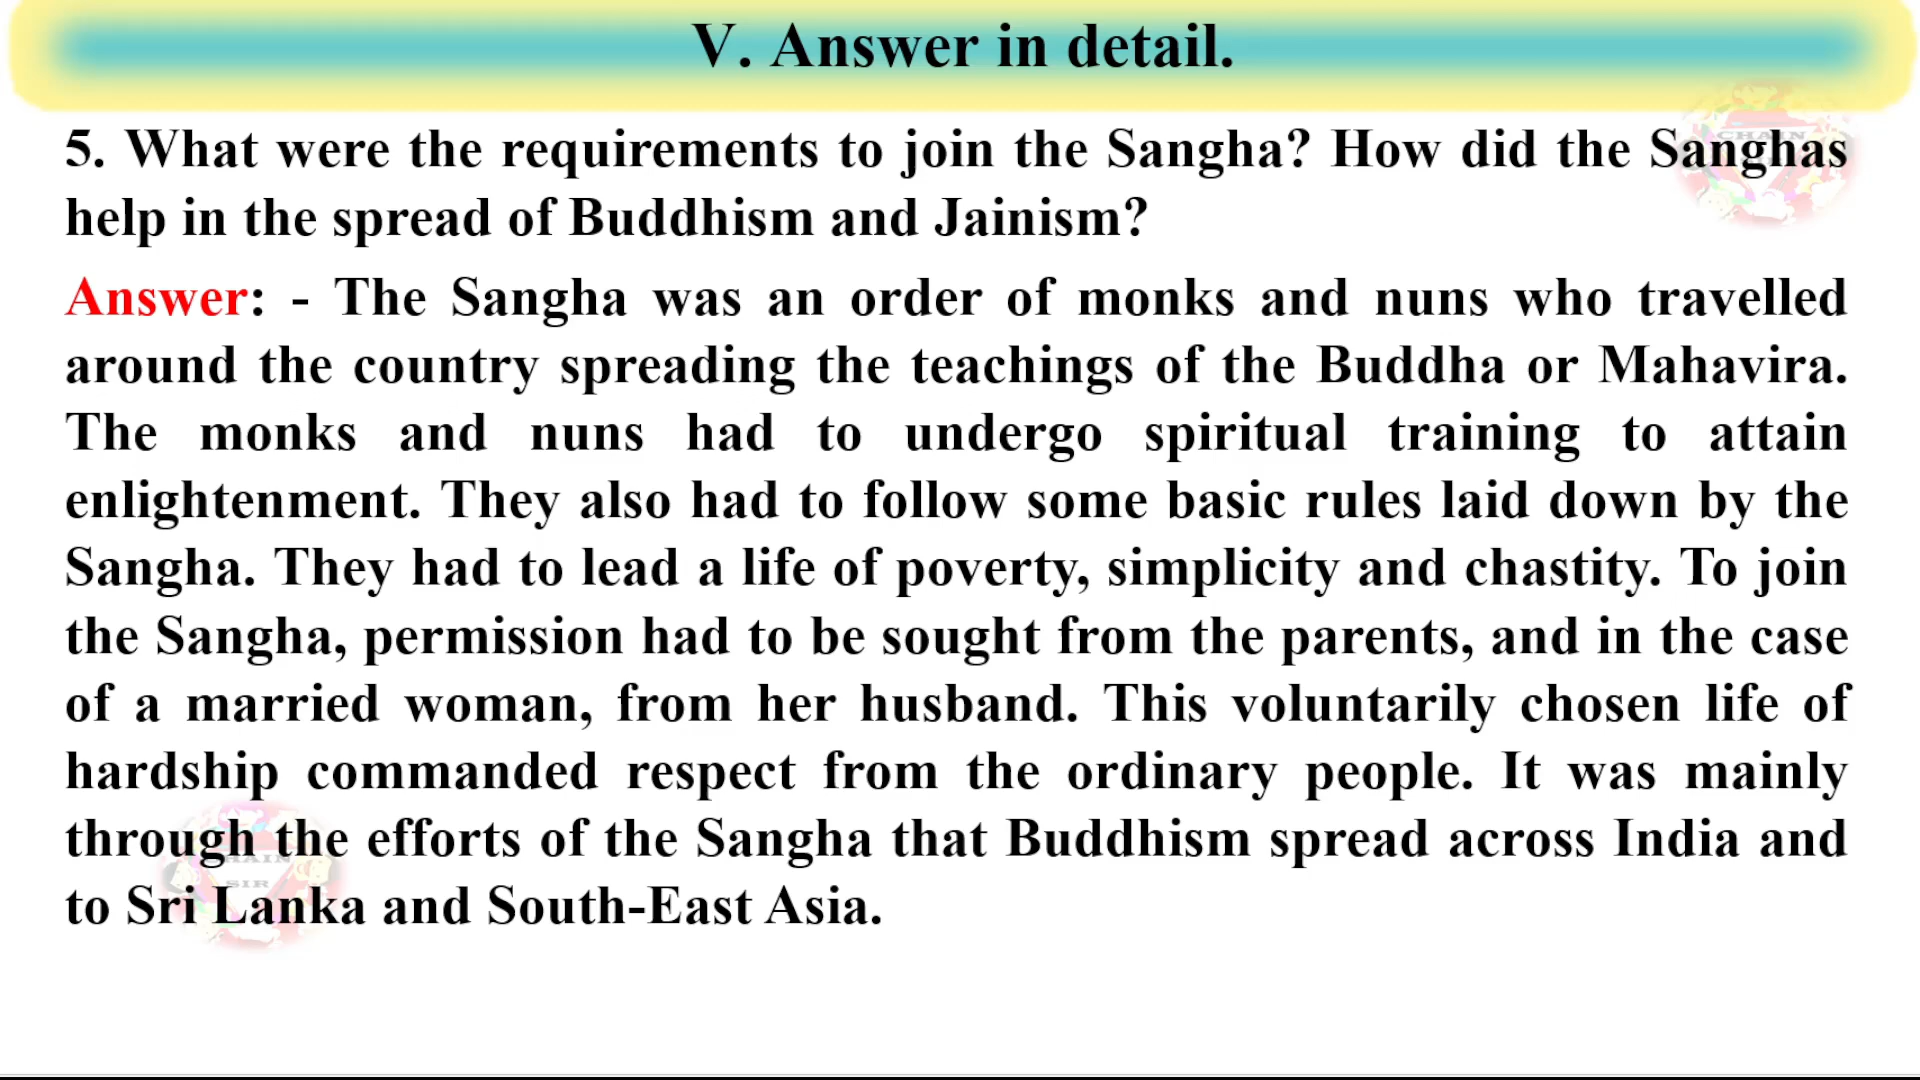 V. Answer in detail.
CHAIN
5. What were the requirements to join the Sangha? How did the Sanghas
help in the spread of Buddhism and Jainism?
Answer: - The Sangha was an order of monks and nuns who travelled
around the country spreading the teachings of the Buddha or Mahavira.
The monks and nuns had to undergo spiritual training to attain
enlightenment. They also had to follow some basic rules laid down by the
Sangha. They had to lead a life of poverty, simplicity and chastity. To join
the Sangha, permission had to be sought from the parents, and in the case
of a married woman, from her husband. This voluntarily chosen life of
hardship commanded respect from the ordinary people. It was mainly
through the efforts of the Sangha that Buddhism spread across India and
CHAIN
SIR
to Sri Lanka and South-East Asia.